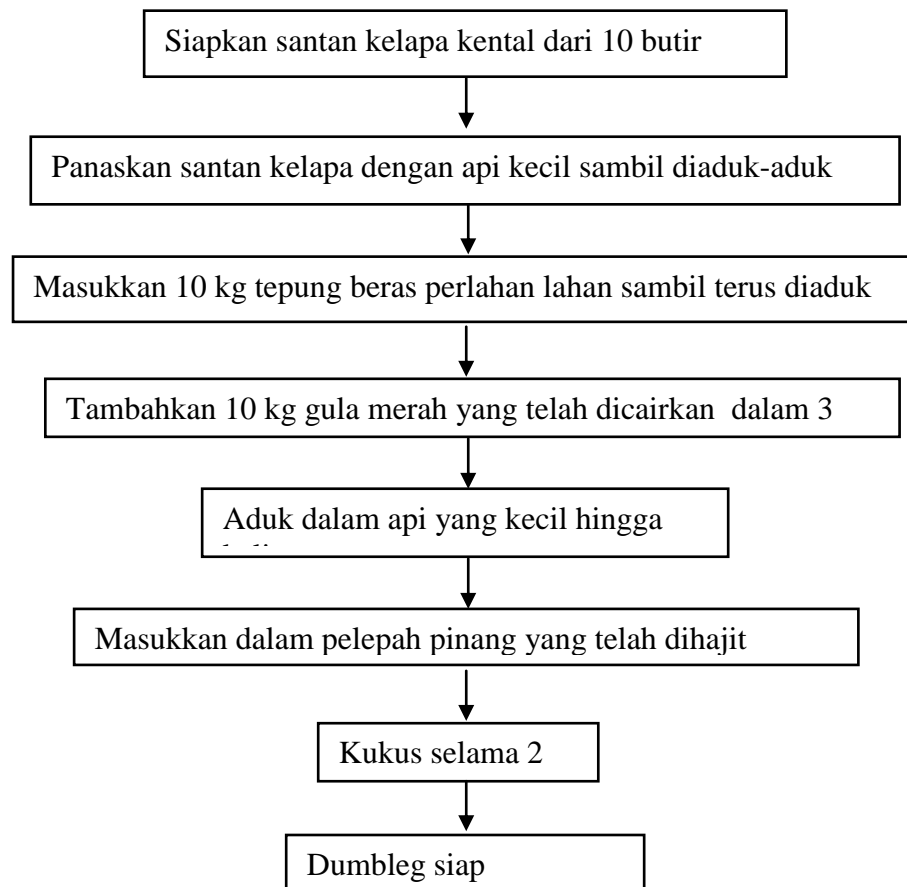 Siapkan santan kelapa kental dari 10 butir
Panaskan santan kelapa dengan api kecil sambil diaduk-aduk
Masukkan 10 kg tepung beras perlahan lahan sambil terus diaduk
Tambahkan 10 kg gula merah yang telah dicairkan dalam 3
Aduk dalam api yang kecil hingga
Masukkan dalam pelepah pinang yang telah dihajit
Kukus selama 2
Dumbleg siap